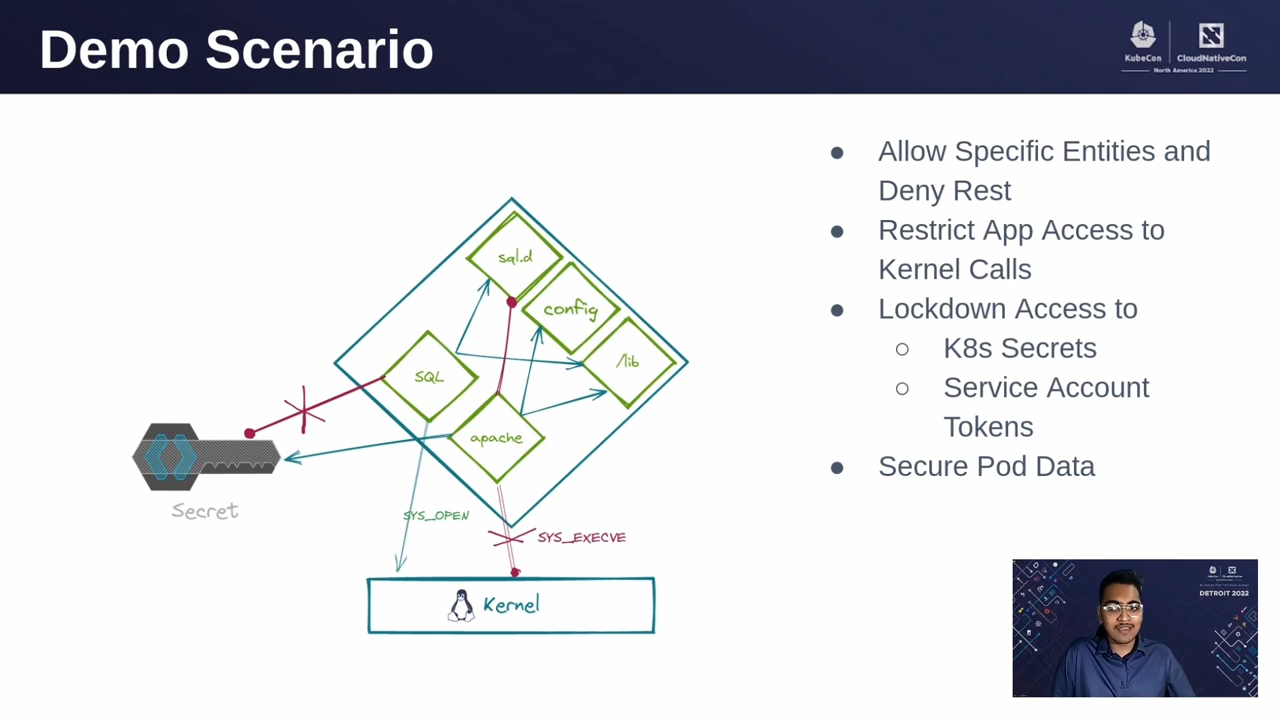 Demo Scenario
KubeCon
CloudNativeCon
North America 2022
● Allow Specific Entities and
Deny Rest
● Restrict App Access to
Kernel Calls
● Lockdown Access to
○ K8s Secrets
○ Service Account
Tokens
● Secure Pod Data
sql.d
config
/lib
SQL
apache
Secret
SYS_OPEN
SYS_EXECVE
Kernel
KubeCon
CloudNativeCon
DETROIT 2022